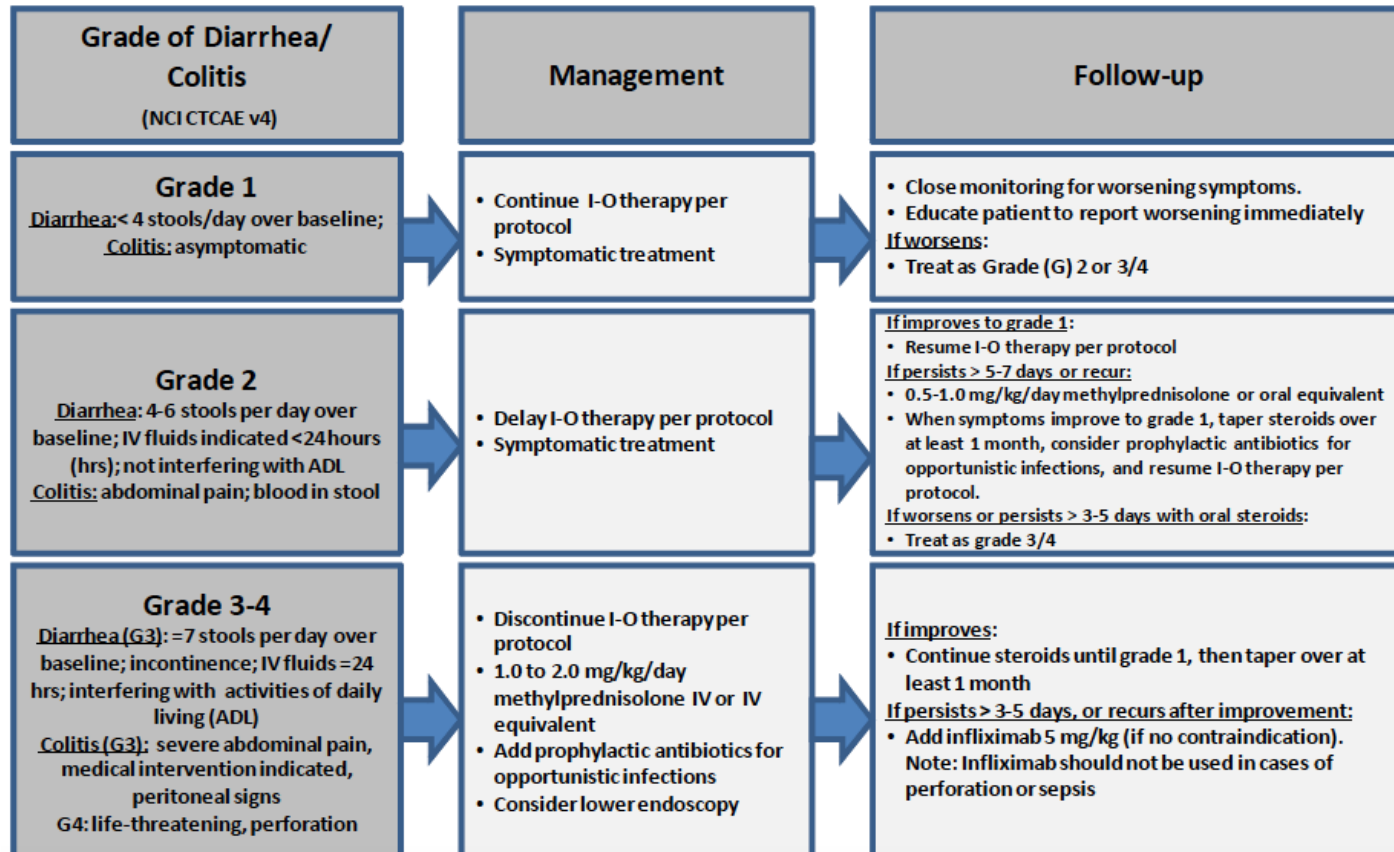 Grade of Diarrhea/
Colitis
(NCI CTCAE v4)
Management
Follow-up
Grade 1
Diarrhea:< 4 stools/day over baseline;
Colitis: asymptomatic
• Continue I-O therapy per
protocol
• Symptomatic treatment
• Close monitoring for worsening symptoms.
• Educate patient to report worsening immediately
If worsens:
• Treat as Grade (G) 2 or 3/4
Grade 2
Diarrhea: 4-6 stools per day over
baseline; IV fluids indicated <24 hours
(hrs); not interfering with ADL
Colitis: abdominal pain; blood in stool
• Delay I-O therapy per protocol
• Symptomatic treatment
If improves to grade 1:
• Resume I-O therapy per protocol
If persists > 5-7 days or recur:
• 0.5-1.0 mg/kg/day methylprednisolone or oral equivalent
• When symptoms improve to grade 1, taper steroids over
at least 1 month, consider prophylactic antibiotics for
opportunistic infections, and resume I-O therapy per
protocol.
If worsens or persists > 3-5 days with oral steroids:
• Treat as grade 3/4
Grade 3-4
Diarrhea (G3): =7 stools per day over
baseline; incontinence; IV fluids =24
hrs; interfering with activities of daily
living (ADL)
Colitis (G3): severe abdominal pain,
medical intervention indicated,
peritoneal signs
G4: life-threatening, perforation
• Discontinue I-O therapy per
protocol
• 1.0 to 2.0 mg/kg/day
methylprednisolone IV or IV
equivalent
• Add prophylactic antibiotics for
opportunistic infections
• Consider lower endoscopy
If improves:
• Continue steroids until grade 1, then taper over at
least 1 month
If persists > 3-5 days, or recurs after improvement:
• Add infliximab 5 mg/kg (if no contraindication).
Note: Infliximab should not be used in cases of
perforation or sepsis